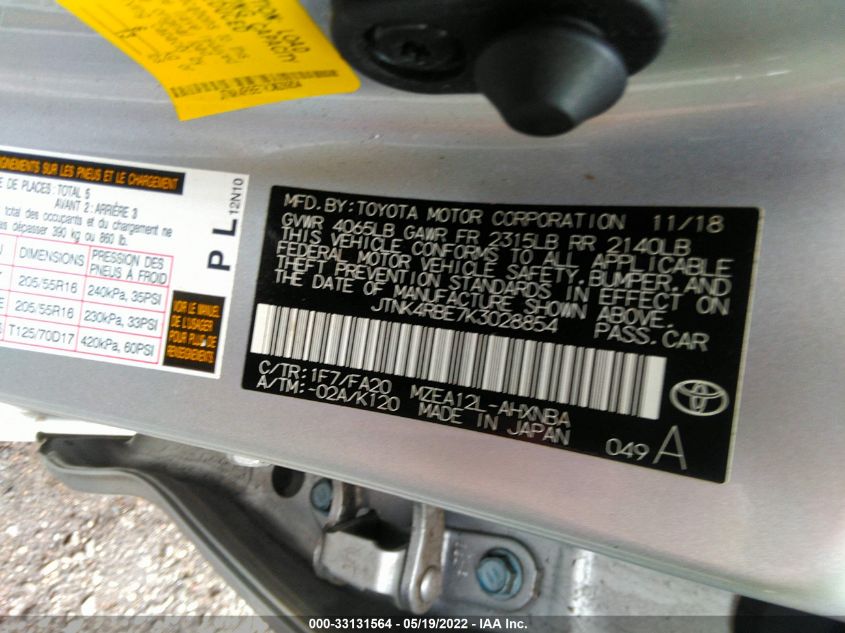 TION, LOAD
GNEMENTS SUR LES PNEUS ET LE CHARGEMENT
DE PLACES: TOTAL 5
AVANT 2: ARRIÈRE 3
total des occupants et du chargement ne
dépasser 390 kg ou 860 lb.
DIMENSIONS PRESSION DES PNEUS À FROID
205/55R16 240kPa, 35PSI
205/55R16 230kPa, 33PSI
T125/70D17 420kPa, 60PSI
VOIR LE MANUEL
DE L'USAGER
POUR PLUS DE
RENSEIGNEMENTS
P L
12N10
MFD. BY: TOYOTA MOTOR CORPORATION 11/18
GVWR 4065LB GAWR FR 2315LB RR 2140LB
THIS VEHICLE CONFORMS TO ALL APPLICABLE
FEDERAL MOTOR VEHICLE SAFETY, BUMPER, AND
THEFT PREVENTION STANDARDS IN EFFECT ON
THE DATE OF MANUFACTURE SHOWN ABOVE.
JTNK4RBE7K3028854 PASS. CAR
C/TR: 1F7/FA20 MZEA12L-AHXNBA
A/TM: -02A/K120 MADE IN JAPAN
049 A
000-33131564 - 05/19/2022 - IAA Inc.